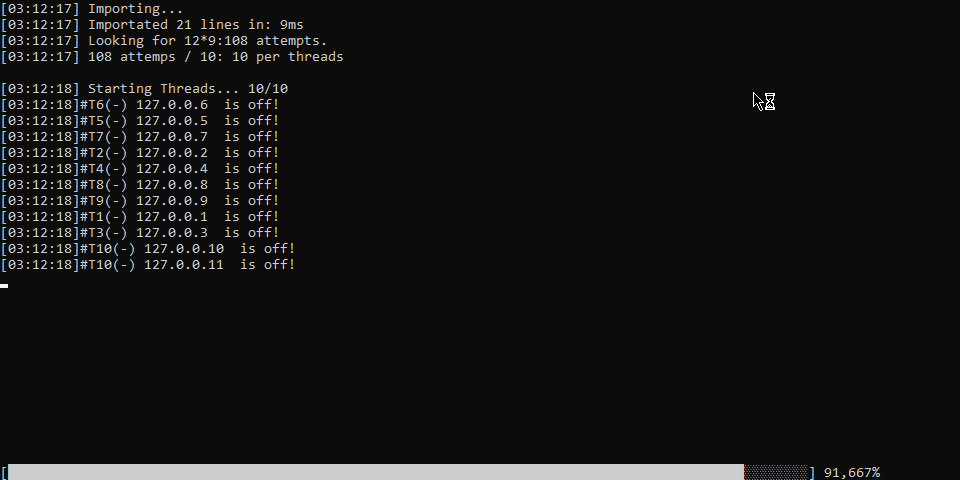 [03:12:17] Importing...
[03:12:17] Importated 21 lines in: 9ms
[03:12:17] Looking for 12*9:108 attempts.
[03:12:17] 108 attemps / 10: 10 per threads
[03:12:18] Starting Threads... 10/10
[03:12:18]#T6(-) 127.0.0.6  is off!
[03:12:18]#T5(-) 127.0.0.5  is off!
[03:12:18]#T7(-) 127.0.0.7  is off!
[03:12:18]#T2(-) 127.0.0.2  is off!
[03:12:18]#T4(-) 127.0.0.4  is off!
[03:12:18]#T8(-) 127.0.0.8  is off!
[03:12:18]#T9(-) 127.0.0.9  is off!
[03:12:18]#T1(-) 127.0.0.1  is off!
[03:12:18]#T3(-) 127.0.0.3  is off!
[03:12:18]#T10(-) 127.0.0.10  is off!
[03:12:18]#T10(-) 127.0.0.11  is off!
[ ] 91,667%